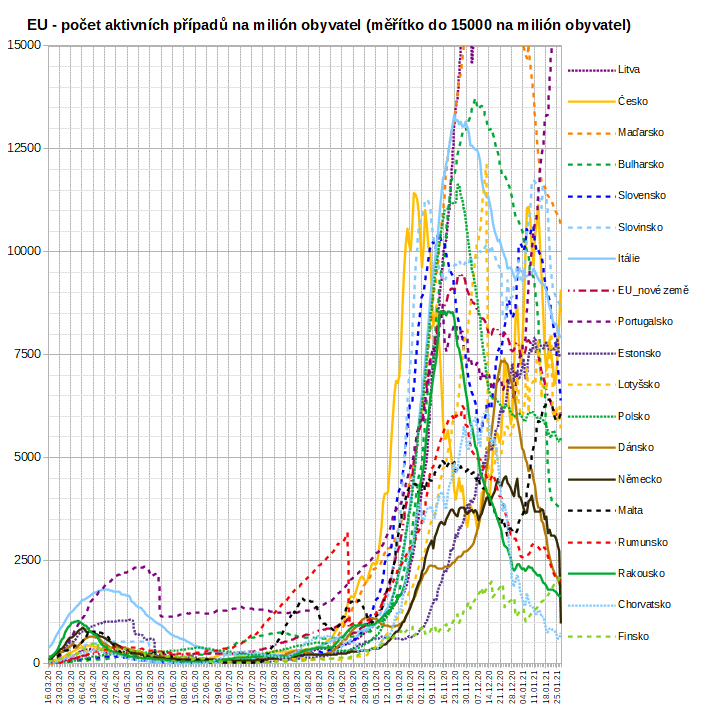 EU - počet aktivních případů na milión obyvatel (měřítko do 15000 na milión obyvatel)
15000
12500
10000
7500
5000
2500
0
Litva
Česko
Maďarsko
Bulharsko
Slovensko
Slovinsko
Itálie
EU_nové země
Portugalsko
Estonsko
Lotyšsko
Polsko
Dánsko
Německo
Malta
Rumunsko
Rakousko
Chorvatsko
Finsko
16.03.20
23.03.20
30.03.20
06.04.20
13.04.20
20.04.20
27.04.20
04.05.20
11.05.20
18.05.20
25.05.20
01.06.20
08.06.20
15.06.20
22.06.20
29.06.20
06.07.20
13.07.20
20.07.20
27.07.20
03.08.20
10.08.20
17.08.20
24.08.20
31.08.20
07.09.20
14.09.20
21.09.20
28.09.20
05.10.20
12.10.20
19.10.20
26.10.20
02.11.20
09.11.20
16.11.20
23.11.20
30.11.20
07.12.20
14.12.20
21.12.20
28.12.20
04.01.21
11.01.21
18.01.21
25.01.21